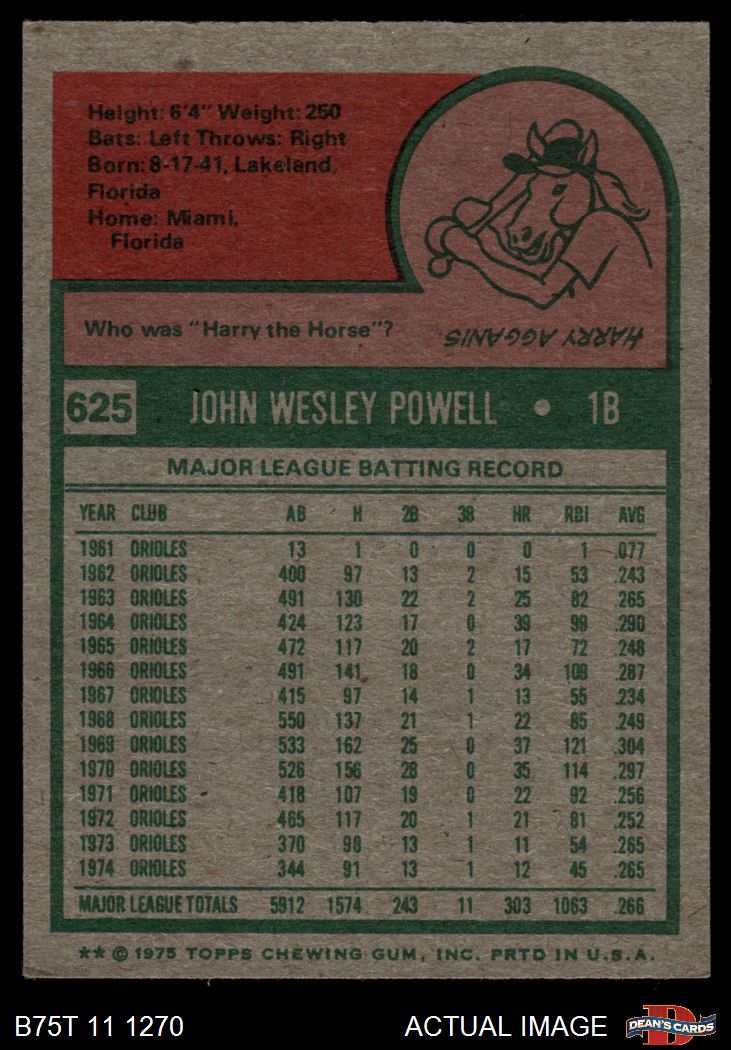 Height: 6'4" Weight: 250
Bats: Left Throws: Right
Born: 8-17-41, Lakeland,
Florida
Home: Miami,
Florida
Who was "Harry the Horse"?
HARRY AGGANIS
625 JOHN WESLEY POWELL • 1B
MAJOR LEAGUE BATTING RECORD
YEAR CLUB AB H 2B 3B HR RBI AVG
1961 ORIOLES 13 1 0 0 0 1 .077
1962 ORIOLES 400 97 13 2 15 53 .243
1963 ORIOLES 491 130 22 2 25 82 .265
1964 ORIOLES 424 123 17 0 39 99 .290
1965 ORIOLES 472 117 20 2 17 72 .248
1966 ORIOLES 491 141 18 0 34 109 .287
1967 ORIOLES 415 97 14 1 13 55 .234
1968 ORIOLES 550 137 21 1 22 85 .249
1969 ORIOLES 533 162 25 0 37 121 .304
1970 ORIOLES 526 156 28 0 35 114 .297
1971 ORIOLES 418 107 19 0 22 92 .256
1972 ORIOLES 465 117 20 1 21 81 .252
1973 ORIOLES 370 98 13 1 11 54 .265
1974 ORIOLES 344 91 13 1 12 45 .265
MAJOR LEAGUE TOTALS 5912 1574 243 11 303 1063 .266
** © 1975 TOPPS CHEWING GUM, INC. PRTD IN U.S.A.
B75T 11 1270 ACTUAL IMAGE DEAN'S CARDS